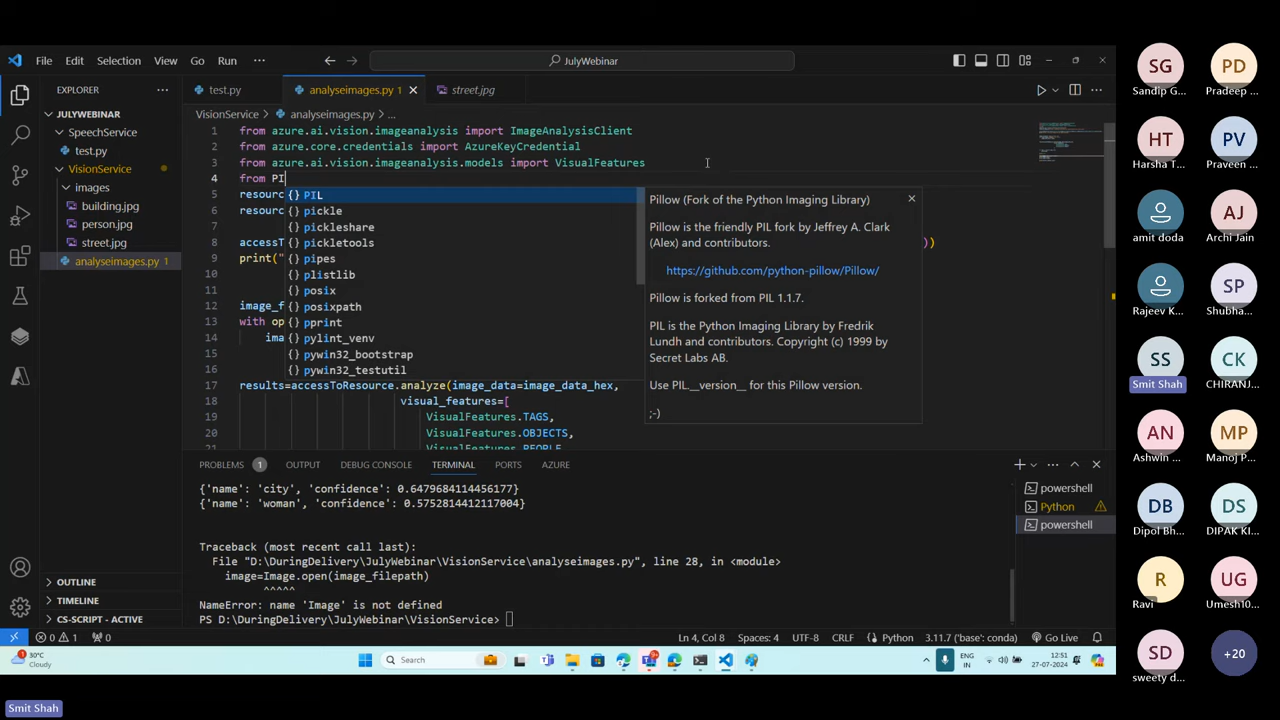 File Edit Selection View Go Run ··· JulyWebinar
EXPLORER ···
JULYWEBINAR
SpeechService
test.py
VisionService
images
building.jpg
person.jpg
street.jpg
analyseimages.py 1
OUTLINE
TIMELINE
CS-SCRIPT - ACTIVE
test.py analyseimages.py 1 street.jpg
VisionService > analyseimages.py > ...
1 from azure.ai.vision.imageanalysis import ImageAnalysisClient
2 from azure.core.credentials import AzureKeyCredential
3 from azure.ai.vision.imageanalysis.models import VisualFeatures
4 from PI
5 resourc
6 resourc
7
8 accessT ))
9 print("
10
11
12 image_f
13 with op
14 ima
15
16
17 results=accessToResource.analyze(image_data=image_data_hex,
18 visual_features=[
19 VisualFeatures.TAGS,
20 VisualFeatures.OBJECTS,
21 VisualFeatures.PEOPLE
{} PIL
{} pickle
{} pickleshare
{} pickletools
{} pipes
{} plistlib
{} posix
{} posixpath
{} pprint
{} pylint_venv
{} pywin32_bootstrap
{} pywin32_testutil
Pillow (Fork of the Python Imaging Library)
Pillow is the friendly PIL fork by Jeffrey A. Clark
(Alex) and contributors.
https://github.com/python-pillow/Pillow/
Pillow is forked from PIL 1.1.7.
PIL is the Python Imaging Library by Fredrik
Lundh and contributors. Copyright (c) 1999 by
Secret Labs AB.
Use PIL.__version__ for this Pillow version.
;-)
PROBLEMS 1 OUTPUT DEBUG CONSOLE TERMINAL PORTS AZURE
{'name': 'city', 'confidence': 0.6479684114456177}
{'name': 'woman', 'confidence': 0.5752814412117004}
Traceback (most recent call last):
File "D:\DuringDelivery\JulyWebinar\VisionService\analyseimages.py", line 28, in <module>
image=Image.open(image_filepath)
^^^^^
NameError: name 'Image' is not defined
PS D:\DuringDelivery\JulyWebinar\VisionService>
powershell
Python
powershell
0 1 0 Ln 4, Col 8 Spaces: 4 UTF-8 CRLF Python 3.11.7 ('base': conda) Go Live
30°C
Cloudy
Search
ENG
IN
12:51
27-07-2024
SG
Sandip G...
PD
Pradeep ...
HT
Harsha T...
PV
Praveen ...
amit doda
AJ
Archi Jain
Rajeev K...
SP
Shubha...
SS
Smit Shah
CK
CHIRANJ...
AN
Ashwin ...
MP
Manoj P...
DB
Dipol Bh...
DS
DIPAK KI...
R
Ravi
UG
Umesh10...
SD
sweety d...
+20
Smit Shah